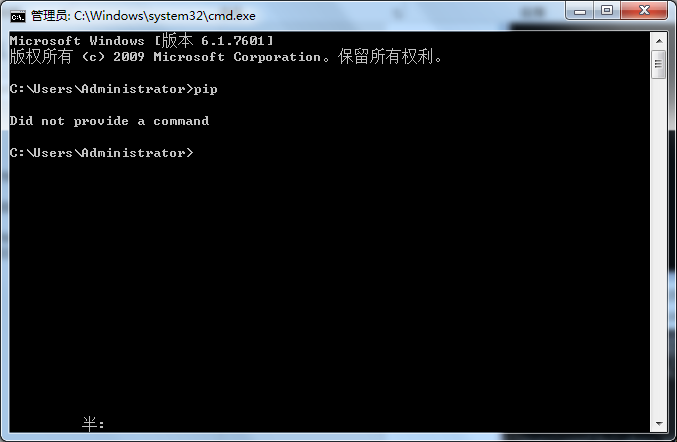 管理员: C:\Windows\system32\cmd.exe
Microsoft Windows [版本 6.1.7601]
版权所有 (c) 2009 Microsoft Corporation。保留所有权利。
C:\Users\Administrator>pip
Did not provide a command
C:\Users\Administrator>
半: